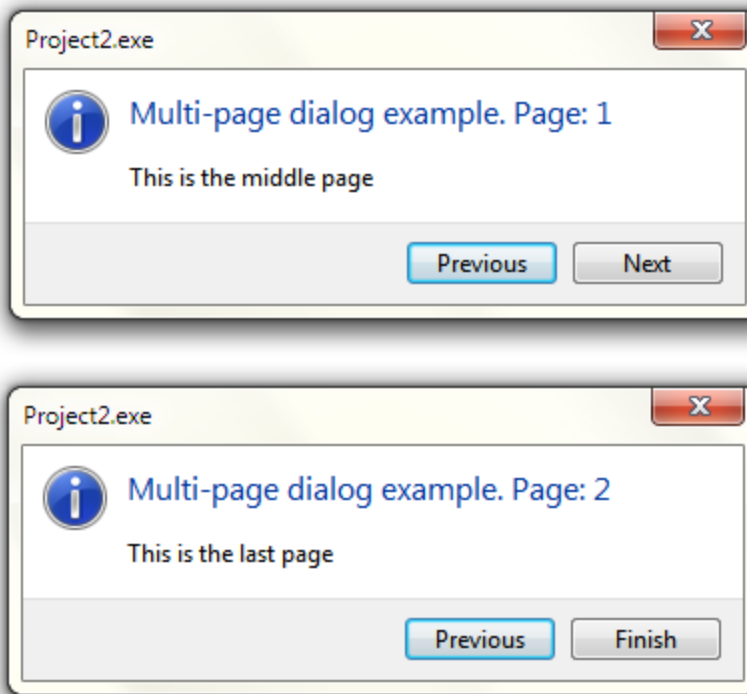 Project2.exe
Multi-page dialog example. Page: 1
This is the middle page
Previous Next
Project2.exe
Multi-page dialog example. Page: 2
This is the last page
Previous Finish